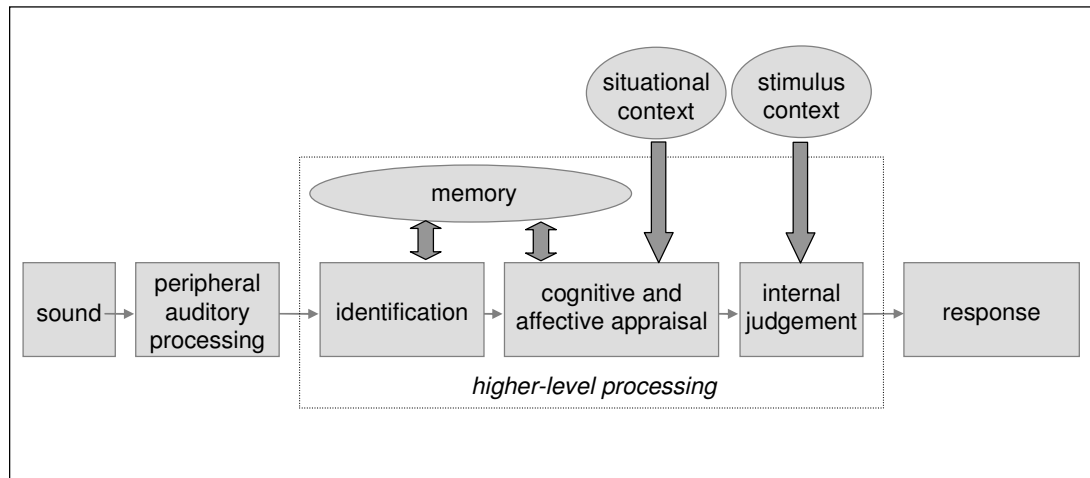 situational
context
stimulus
context
memory
sound
peripheral
auditory
processing
identification
cognitive and
affective appraisal
internal
judgement
response
higher-level processing